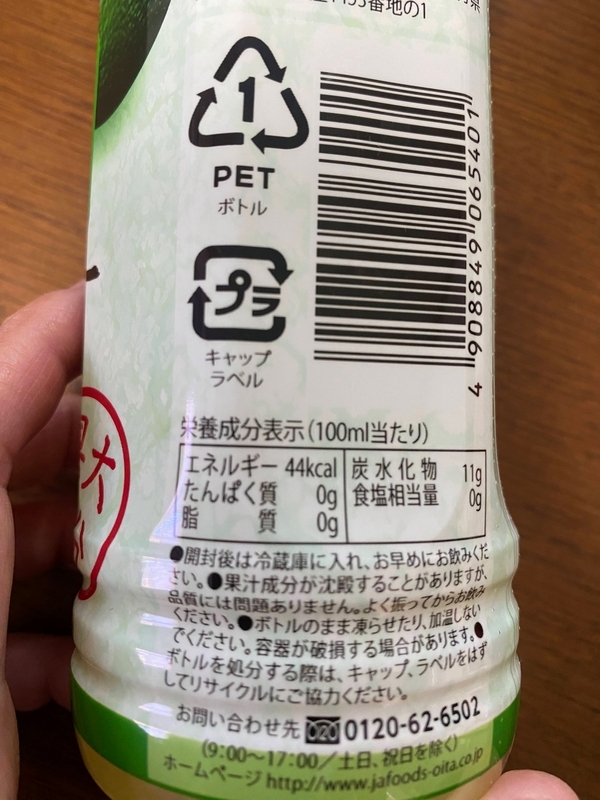 番地の1
1
PET
ボトル
プラ
キャップ
ラベル
4 908849 065401
栄養成分表示(100ml当たり)
エネルギー 44kcal 炭水化物 11g
たんぱく質 0g 食塩相当量 0g
脂質 0g
●開封後は冷蔵庫に入れ、お早めにお飲みくだ
さい。●果汁成分が沈殿することがありますが、
品質には問題ありません。よく振ってからお飲み
ください。●ボトルのまま凍らせたり、加温しない
でください。容器が破損する場合があります。●
ボトルを処分する際は、キャップ、ラベルをはず
してリサイクルにご協力ください。
お問い合わせ先 0120-62-6502
(9:00〜17:00/土日、祝日を除く)
ホームページ http://www.jafoods-oita.co.jp